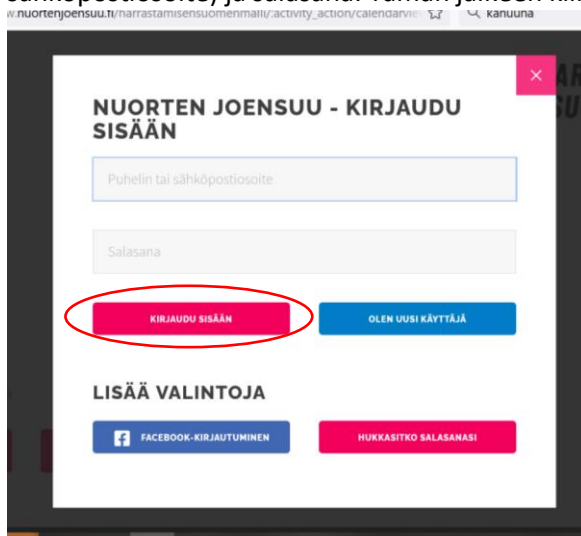 sähköpostiosoite) ja salasana. Tämän jälkeen
w.nuortenjoensuu.fi/harrastamisensuomenmalli/:activity_action/calendarvie
kanuuna
NUORTEN JOENSUU - KIRJAUDU
SISÄÄN
Puhelin tai sähköpostiosoite
Salasana
KIRJAUDU SISÄÄN
OLEN UUSI KÄYTTÄJÄ
LISÄÄ VALINTOJA
FACEBOOK-KIRJAUTUMINEN
HUKKASITKO SALASANASI